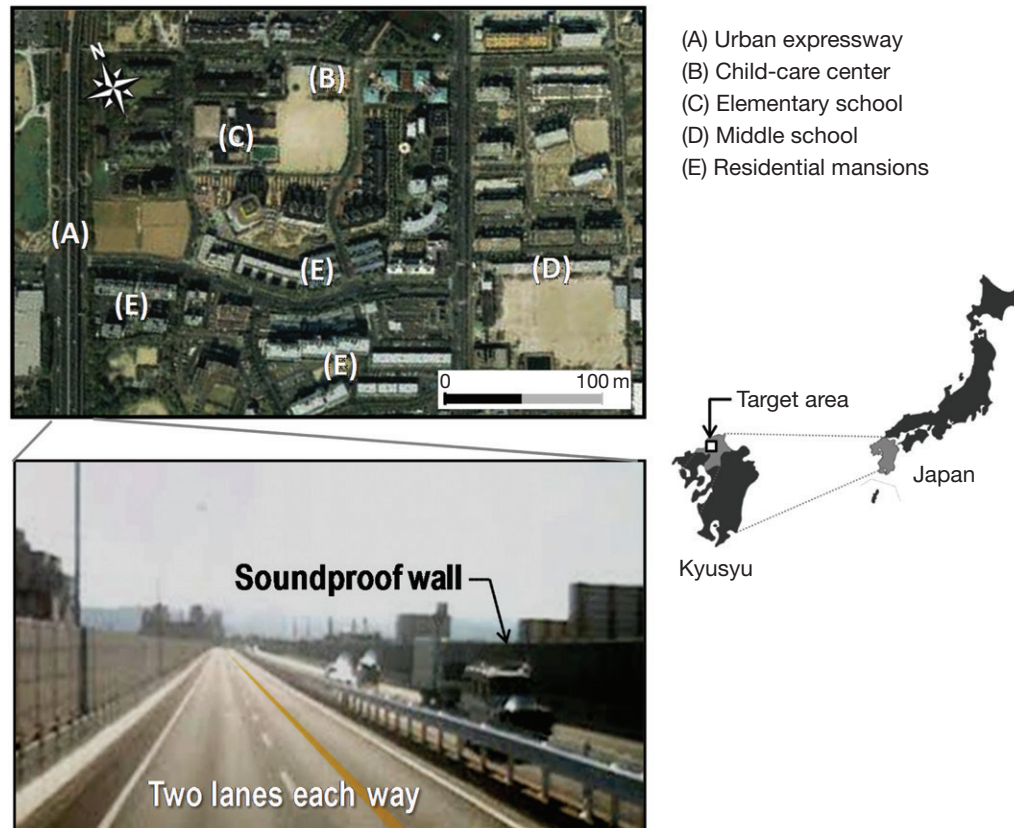 N
(B)
(C)
(A)
(E)
(D)
(E)
(E)
0 100 m
(A) Urban expressway
(B) Child-care center
(C) Elementary school
(D) Middle school
(E) Residential mansions
Target area
Japan
Kyusyu
Soundproof wall
Two lanes each way